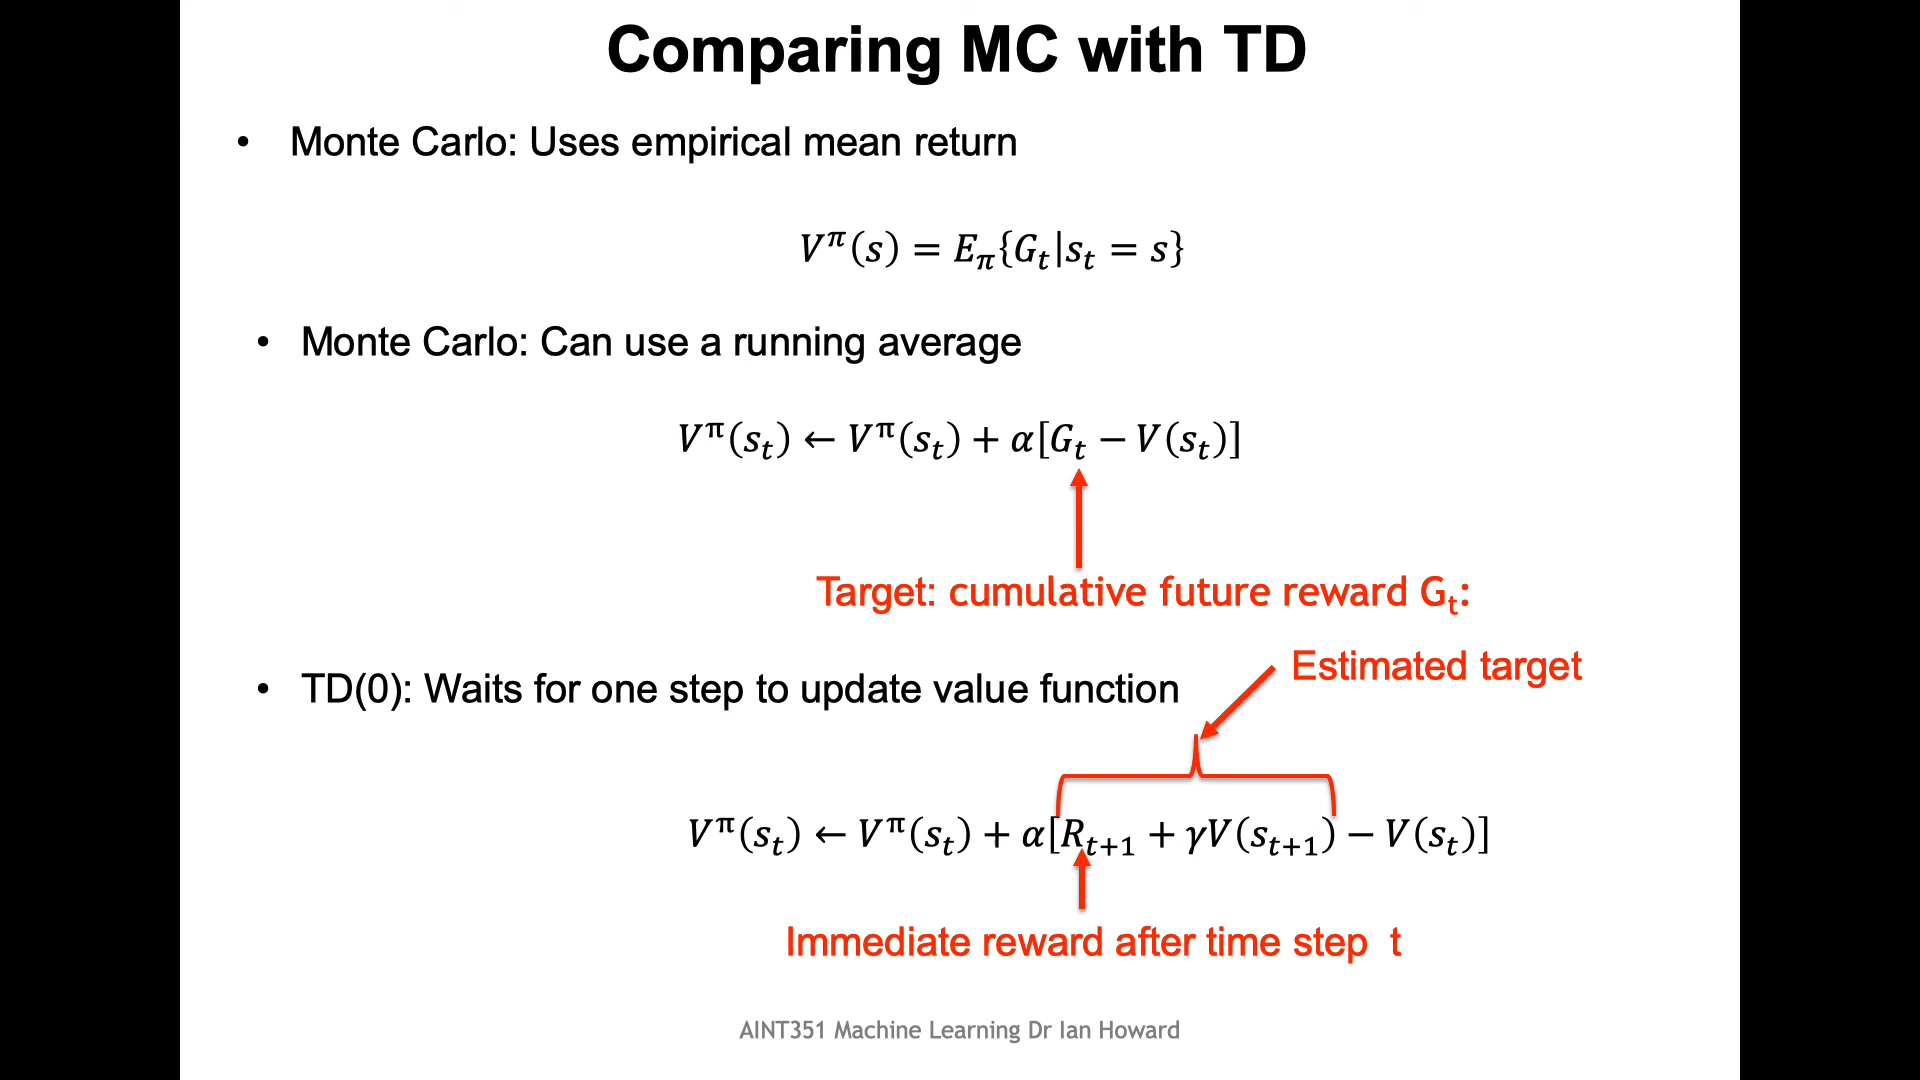 Comparing MC with TD
• Monte Carlo: Uses empirical mean return
V^π(s) = E_π{G_t|s_t = s}
• Monte Carlo: Can use a running average
V^π(s_t) ← V^π(s_t) + α[G_t − V(s_t)]
Target: cumulative future reward G_t:
Estimated target
• TD(0): Waits for one step to update value function
V^π(s_t) ← V^π(s_t) + α[R_{t+1} + γV(s_{t+1}) − V(s_t)]
Immediate reward after time step t
AINT351 Machine Learning Dr Ian Howard